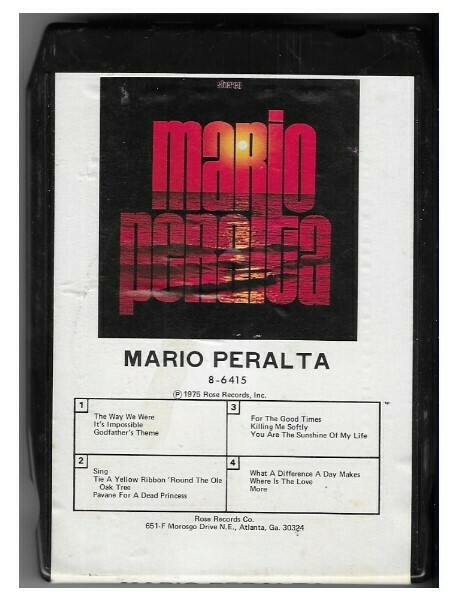 stereo
mario
peralta
MARIO PERALTA
8-6415
Ⓟ 1975 Rose Records, Inc.
1
The Way We Were
It's Impossible
Godfather's Theme
2
Sing
Tie A Yellow Ribbon 'Round The Ole
Oak Tree
Pavane For A Dead Princess
3
For The Good Times
Killing Me Softly
You Are The Sunshine Of My Life
4
What A Difference A Day Makes
Where Is The Love
More
Rose Records Co.
651-F Morosgo Drive N.E., Atlanta, Ga. 30324
MARIO PERALTA